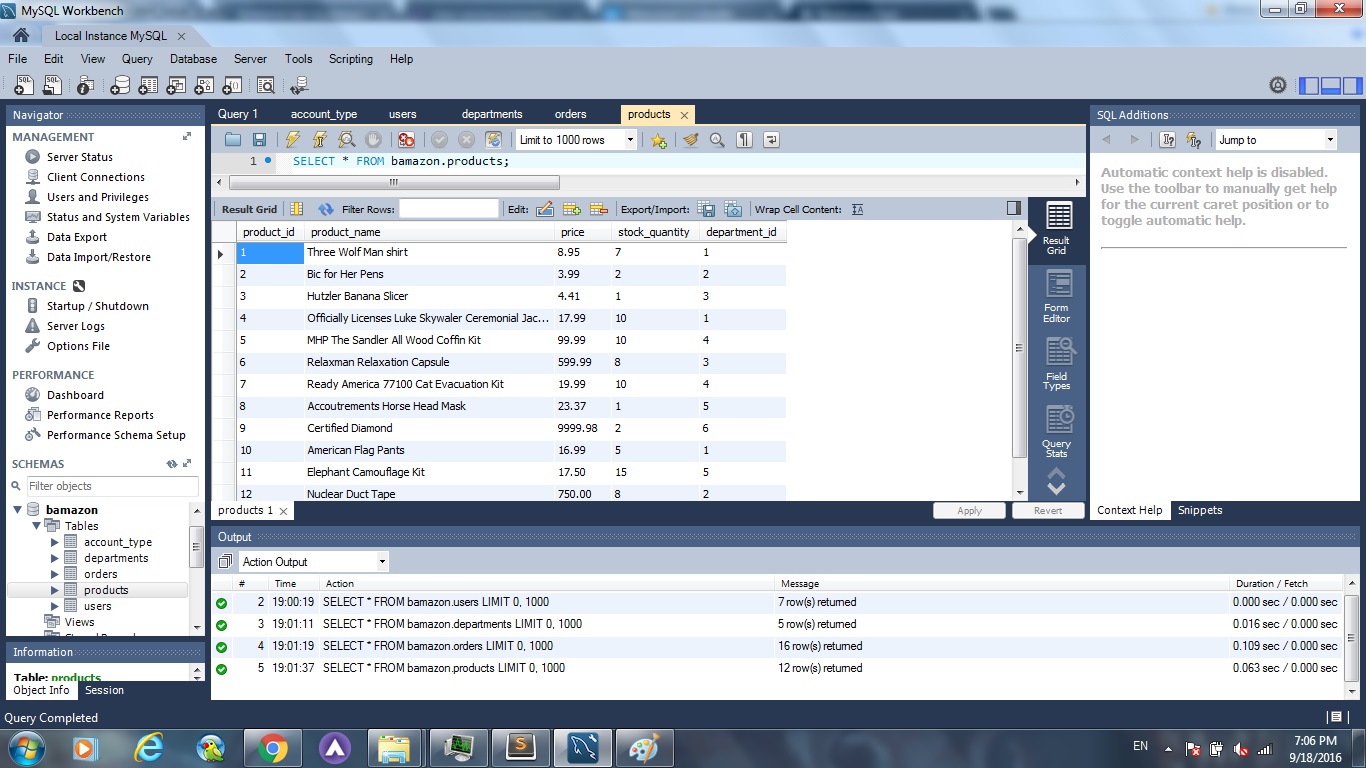 MySQL Workbench
Local Instance MySQL
File Edit View Query Database Server Tools Scripting Help
Navigator
MANAGEMENT
Server Status
Client Connections
Users and Privileges
Status and System Variables
Data Export
Data Import/Restore
INSTANCE
Startup / Shutdown
Server Logs
Options File
PERFORMANCE
Dashboard
Performance Reports
Performance Schema Setup
SCHEMAS
Filter objects
bamazon
Tables
account_type
departments
orders
products
users
Views
Information
Table: products
Object Info Session
Query 1 account_type users departments orders products
Limit to 1000 rows
1 SELECT * FROM bamazon.products;
Result Grid Filter Rows: Edit: Export/Import: Wrap Cell Content:
product_id product_name price stock_quantity department_id
1 Three Wolf Man shirt 8.95 7 1
2 Bic for Her Pens 3.99 2 2
3 Hutzler Banana Slicer 4.41 1 3
4 Officially Licenses Luke Skywaler Ceremonial Jac... 17.99 10 1
5 MHP The Sandler All Wood Coffin Kit 99.99 10 4
6 Relaxman Relaxation Capsule 599.99 8 3
7 Ready America 77100 Cat Evacuation Kit 19.99 10 4
8 Accoutrements Horse Head Mask 23.37 1 5
9 Certified Diamond 9999.98 2 6
10 American Flag Pants 16.99 5 1
11 Elephant Camouflage Kit 17.50 15 5
12 Nuclear Duct Tape 750.00 8 2
Result
Grid
Form
Editor
Field
Types
Query
Stats
products 1
Apply Revert
SQL Additions
Jump to
Automatic context help is disabled.
Use the toolbar to manually get help
for the current caret position or to
toggle automatic help.
Context Help Snippets
Output
Action Output
# Time Action Message Duration / Fetch
2 19:00:19 SELECT * FROM bamazon.users LIMIT 0, 1000 7 row(s) returned 0.000 sec / 0.000 sec
3 19:01:11 SELECT * FROM bamazon.departments LIMIT 0, 1000 5 row(s) returned 0.016 sec / 0.000 sec
4 19:01:19 SELECT * FROM bamazon.orders LIMIT 0, 1000 16 row(s) returned 0.109 sec / 0.000 sec
5 19:01:37 SELECT * FROM bamazon.products LIMIT 0, 1000 12 row(s) returned 0.063 sec / 0.000 sec
Query Completed
EN
7:06 PM
9/18/2016